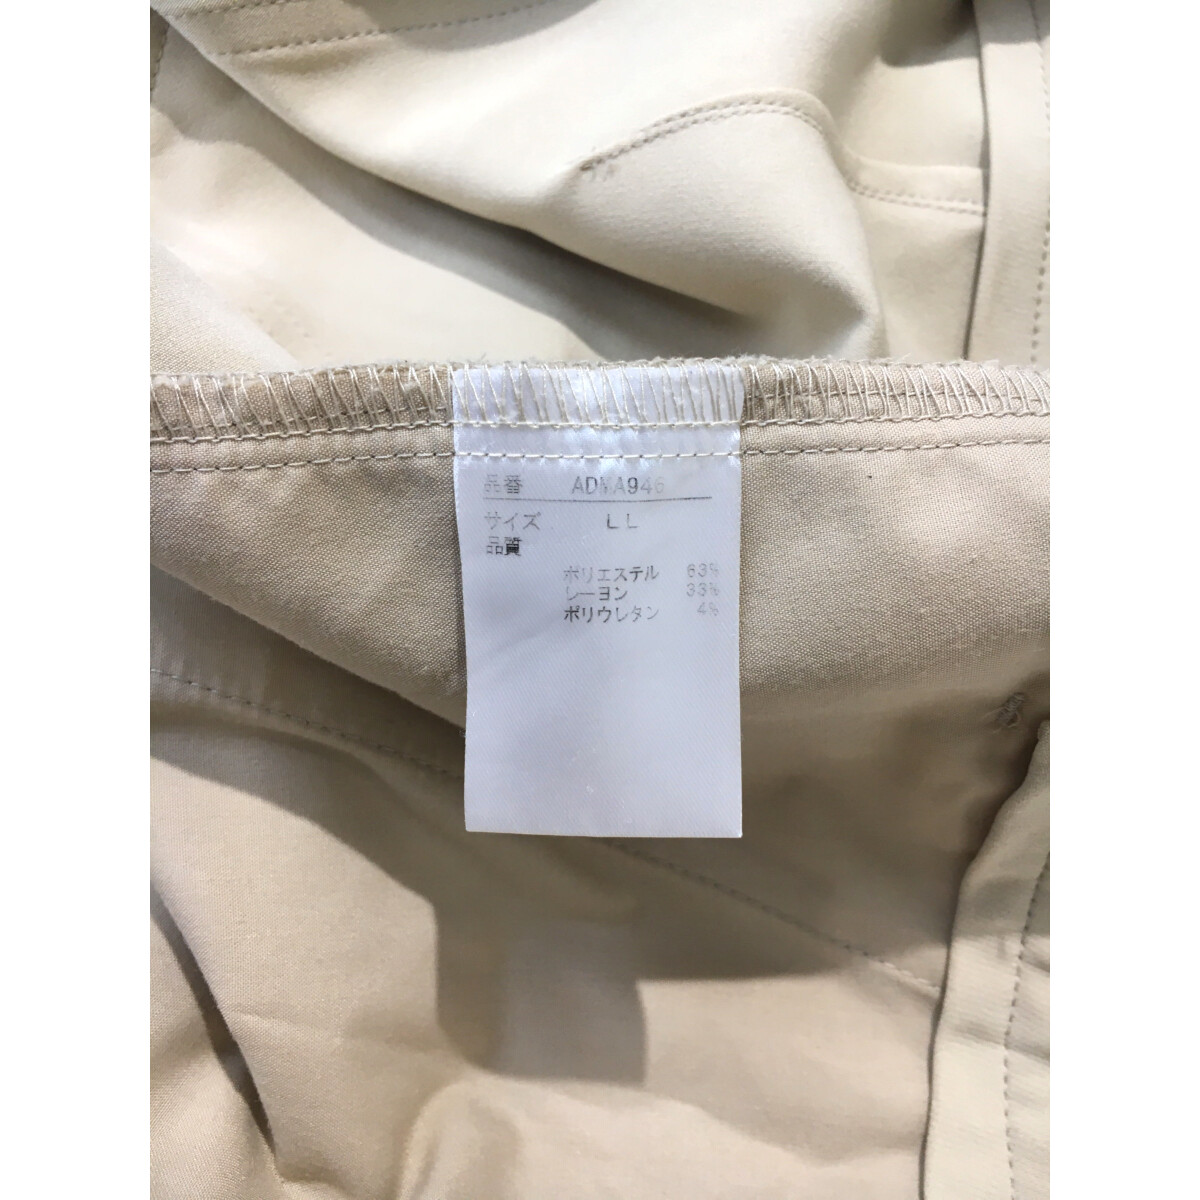 品番 ADMA946
サイズ LL
品質
ポリエステル 63%
レーヨン 33%
ポリウレタン 4%